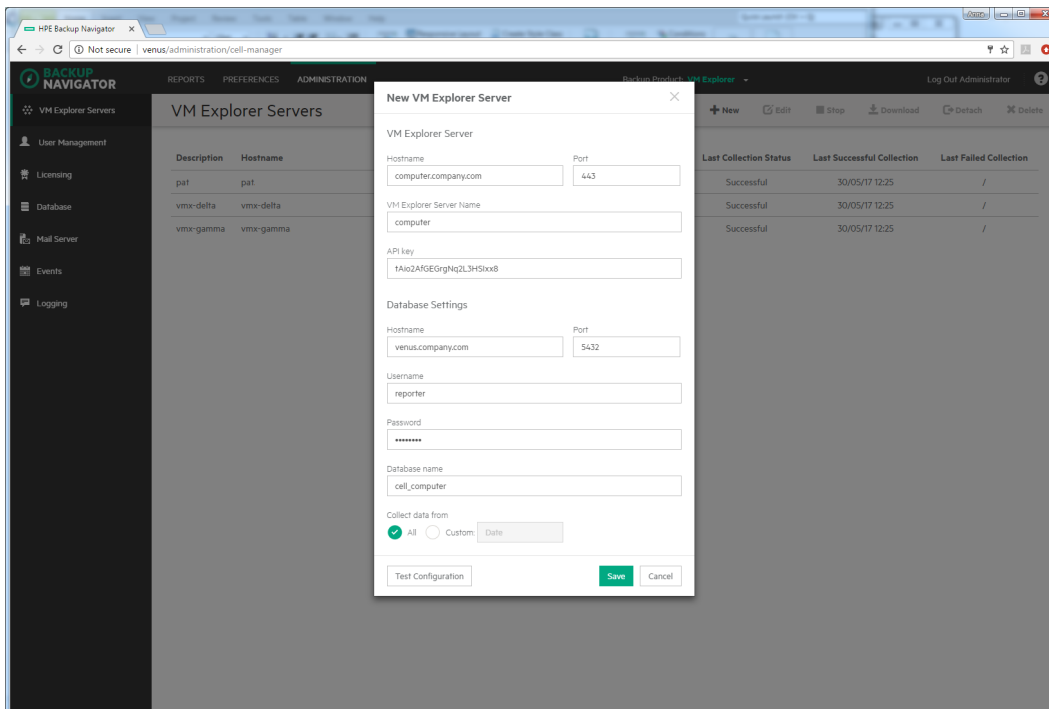 Anna
HPE Backup Navigator
Not secure | venus/administration/cell-manager
BACKUP NAVIGATOR
REPORTS PREFERENCES ADMINISTRATION Backup Product: VM Explorer Log Out Administrator ?
VM Explorer Servers
User Management
Licensing
Database
Mail Server
Events
Logging
VM Explorer Servers
New Edit Stop Download Detach Delete
Description Hostname Last Collection Status Last Successful Collection Last Failed Collection
pat pat Successful 30/05/17 12:25 /
vmx-delta vmx-delta Successful 30/05/17 12:25 /
vmx-gamma vmx-gamma Successful 30/05/17 12:25 /
New VM Explorer Server
VM Explorer Server
Hostname Port
computer.company.com 443
VM Explorer Server Name
computer
API key
tAio2AfGEGrgNq2L3HSIxx8
Database Settings
Hostname Port
venus.company.com 5432
Username
reporter
Password
••••••••
Database name
cell_computer
Collect data from
All Custom: Date
Test Configuration Save Cancel